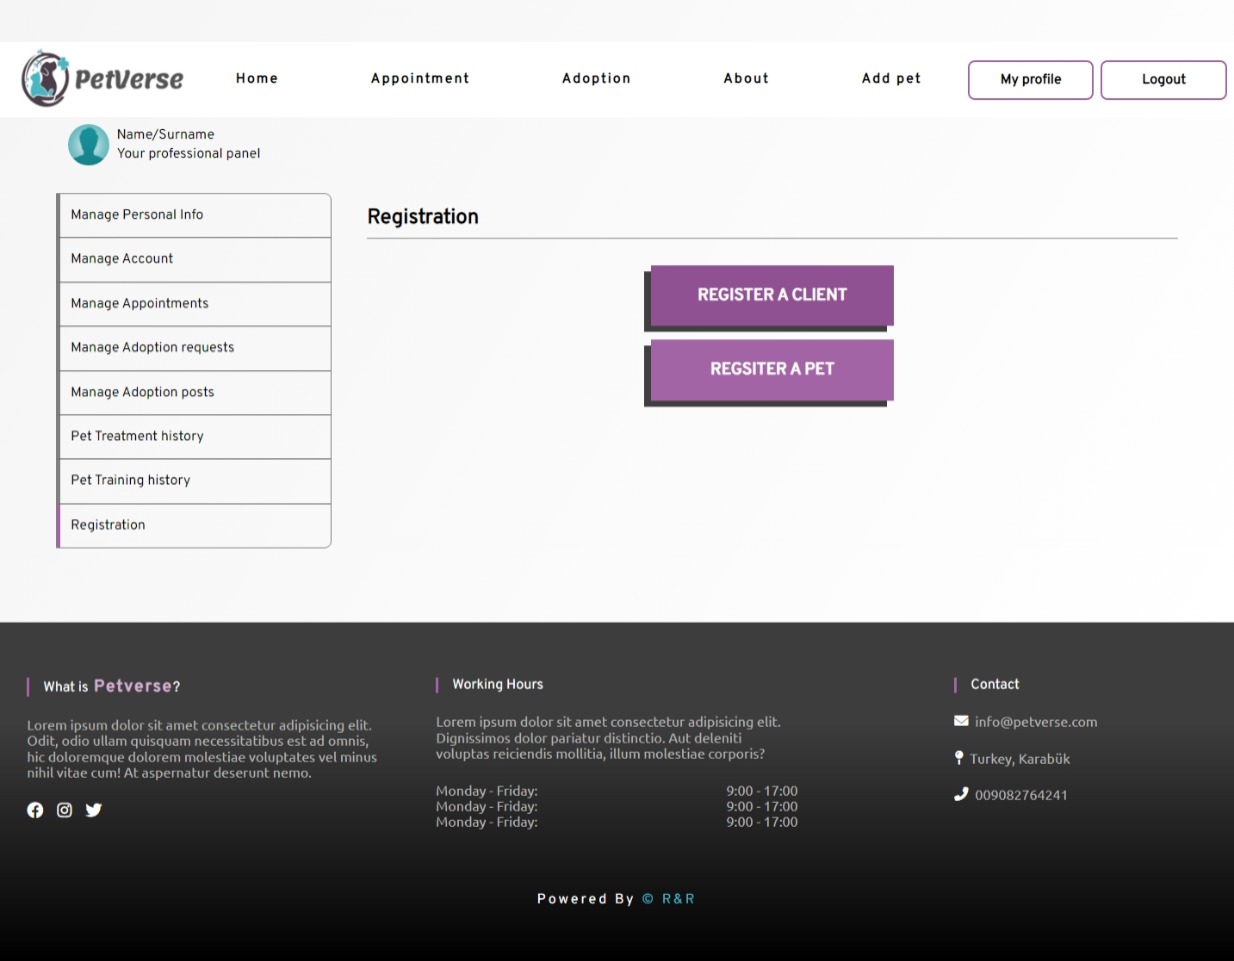 PetVerse
Home
Appointment
Adoption
About
Add pet
My profile
Logout
Name/Surname
Your professional panel
Manage Personal Info
Manage Account
Manage Appointments
Manage Adoption requests
Manage Adoption posts
Pet Treatment history
Pet Training history
Registration
Registration
REGISTER A CLIENT
REGSITER A PET
What is Petverse?
Lorem ipsum dolor sit amet consectetur adipisicing elit.
Odit, odio ullam quisquam necessitatibus est ad omnis,
hic doloremque dolorem molestiae voluptates vel minus
nihil vitae cum! At aspernatur deserunt nemo.
Working Hours
Lorem ipsum dolor sit amet consectetur adipisicing elit.
Dignissimos dolor pariatur distinctio. Aut deleniti
voluptas reiciendis mollitia, illum molestiae corporis?
Monday - Friday: 9:00 - 17:00
Monday - Friday: 9:00 - 17:00
Monday - Friday: 9:00 - 17:00
Contact
info@petverse.com
Turkey, Karabük
009082764241
Powered By © R&R